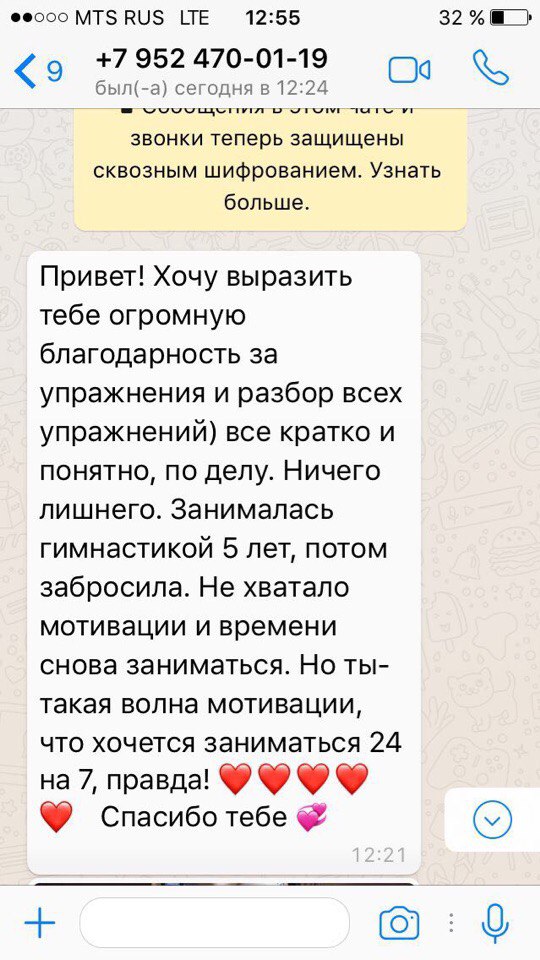 MTS RUS LTE 12:55 32 %
9 +7 952 470-01-19
был(-а) сегодня в 12:24
Сообщения в этом чате и
звонки теперь защищены
сквозным шифрованием. Узнать
больше.
Привет! Хочу выразить
тебе огромную
благодарность за
упражнения и разбор всех
упражнений) все кратко и
понятно, по делу. Ничего
лишнего. Занималась
гимнастикой 5 лет, потом
забросила. Не хватало
мотивации и времени
снова заниматься. Но ты-
такая волна мотивации,
что хочется заниматься 24
на 7, правда! ❤️❤️❤️❤️
❤️ Спасибо тебе 💞
12:21